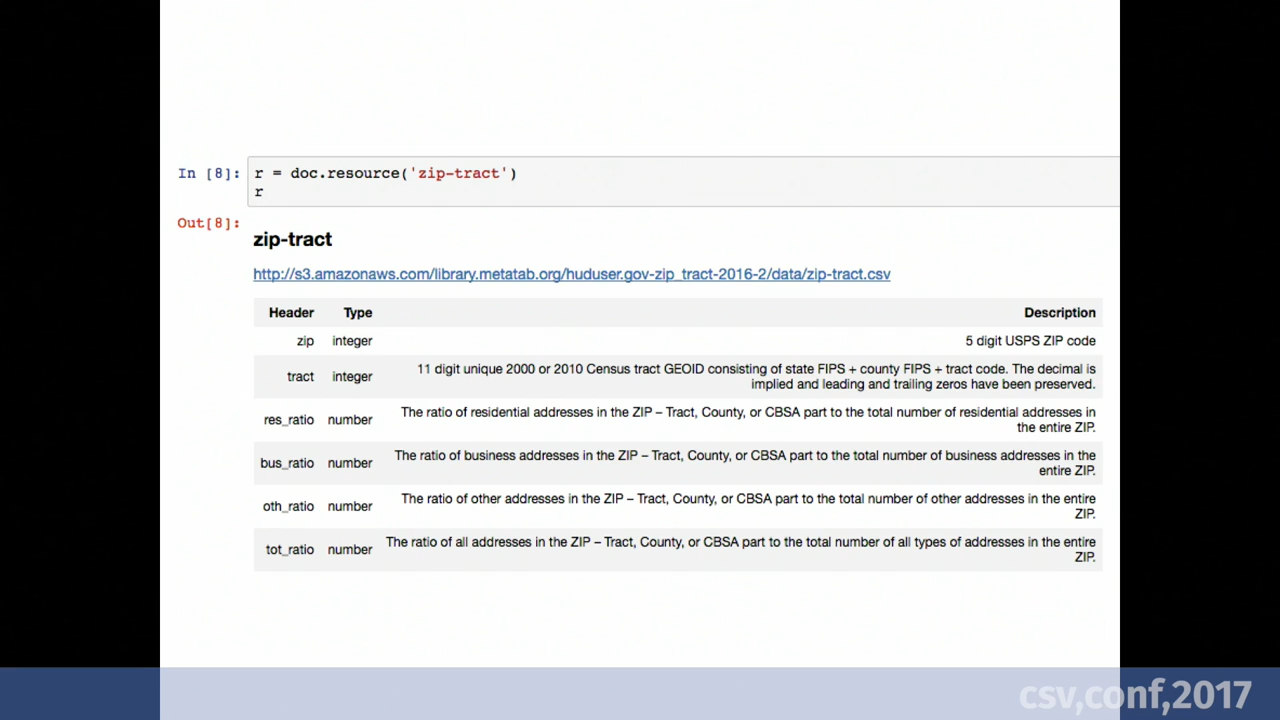 In [8]: r = doc.resource('zip-tract')
r
Out[8]:
zip-tract
http://s3.amazonaws.com/library.metatab.org/huduser.gov-zip_tract-2016-2/data/zip-tract.csv
Header Type Description
zip integer 5 digit USPS ZIP code
tract integer 11 digit unique 2000 or 2010 Census tract GEOID consisting of state FIPS + county FIPS + tract code. The decimal is
implied and leading and trailing zeros have been preserved.
res_ratio number The ratio of residential addresses in the ZIP – Tract, County, or CBSA part to the total number of residential addresses in
the entire ZIP.
bus_ratio number The ratio of business addresses in the ZIP – Tract, County, or CBSA part to the total number of business addresses in the
entire ZIP.
oth_ratio number The ratio of other addresses in the ZIP – Tract, County, or CBSA part to the total number of other addresses in the entire
ZIP.
tot_ratio number The ratio of all addresses in the ZIP – Tract, County, or CBSA part to the total number of all types of addresses in the entire
ZIP.
csv,conf,2017